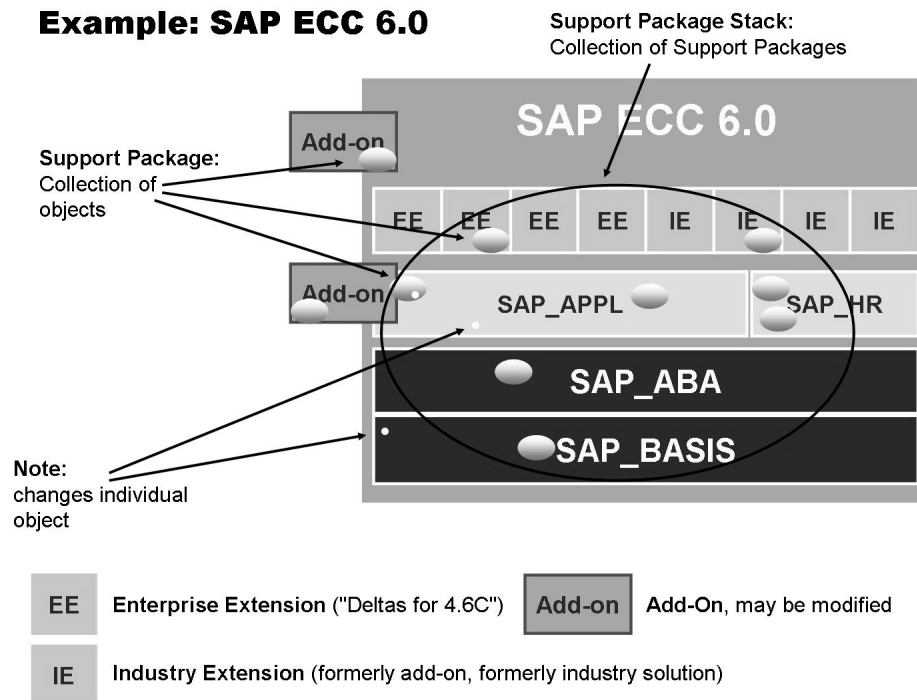 Example: SAP ECC 6.0
Support Package Stack:
Collection of Support Packages
SAP ECC 6.0
Add-on
Support Package:
Collection of
objects
EE EE EE EE IE IE IE IE
Add-on
SAP_APPL SAP_HR
SAP_ABA
SAP_BASIS
Note:
changes individual
object
EE Enterprise Extension ("Deltas for 4.6C") Add-on Add-On, may be modified
IE Industry Extension (formerly add-on, formerly industry solution)